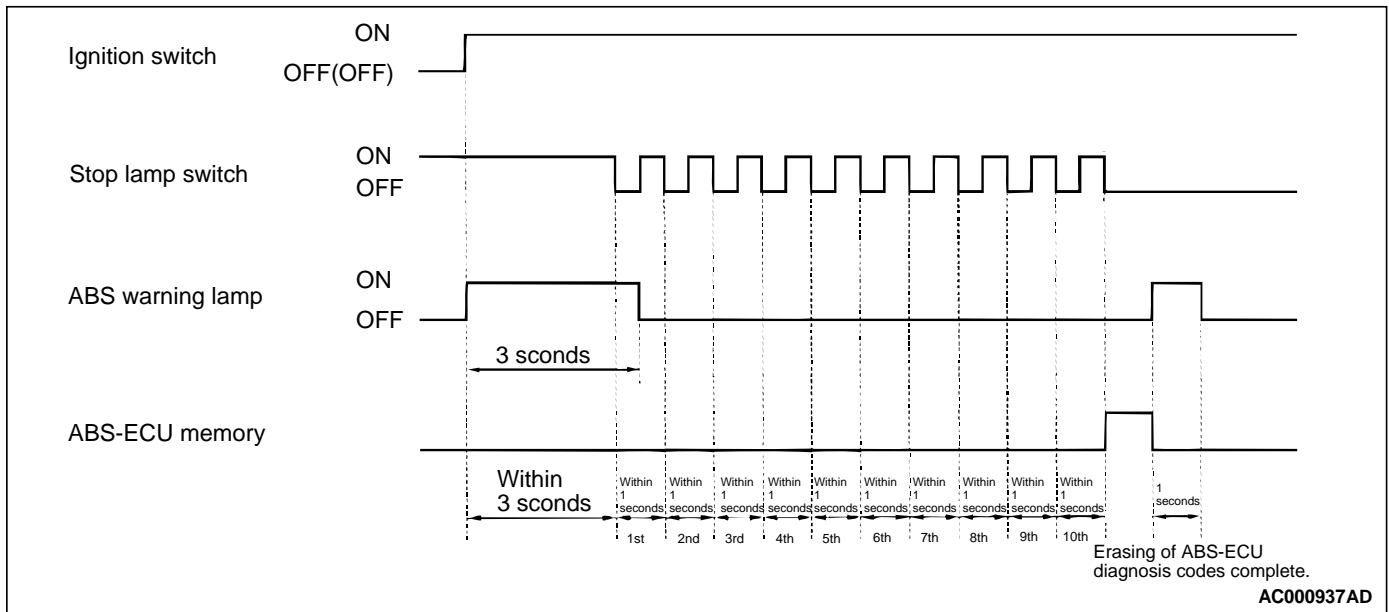 ON
Ignition switch
OFF(OFF)
ON
Stop lamp switch
OFF
ON
ABS warning lamp
OFF
3 sconds
ABS-ECU memory
Within
3 sconds
Within
1
seconds
1st
Within
1
seconds
2nd
Within
1
seconds
3rd
Within
1
seconds
4th
Within
1
seconds
5th
Within
1
seconds
6th
Within
1
seconds
7th
Within
1
seconds
8th
Within
1
seconds
9th
Within
1
seconds
10th
1
seconds
Erasing of ABS-ECU
diagnosis codes complete.
AC000937AD